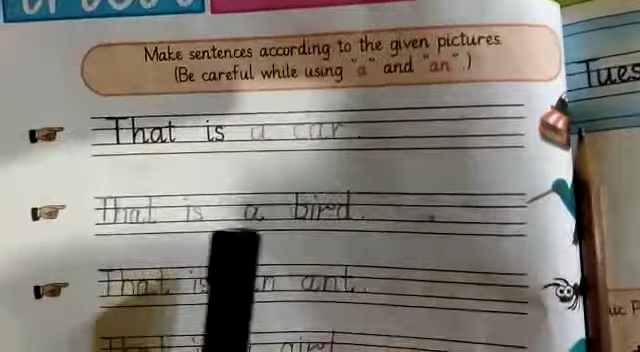 Make sentences according to the given pictures.
(Be careful while using "a" and "an".)
Tues
That is a car.
That is a bird.
That is an ant.